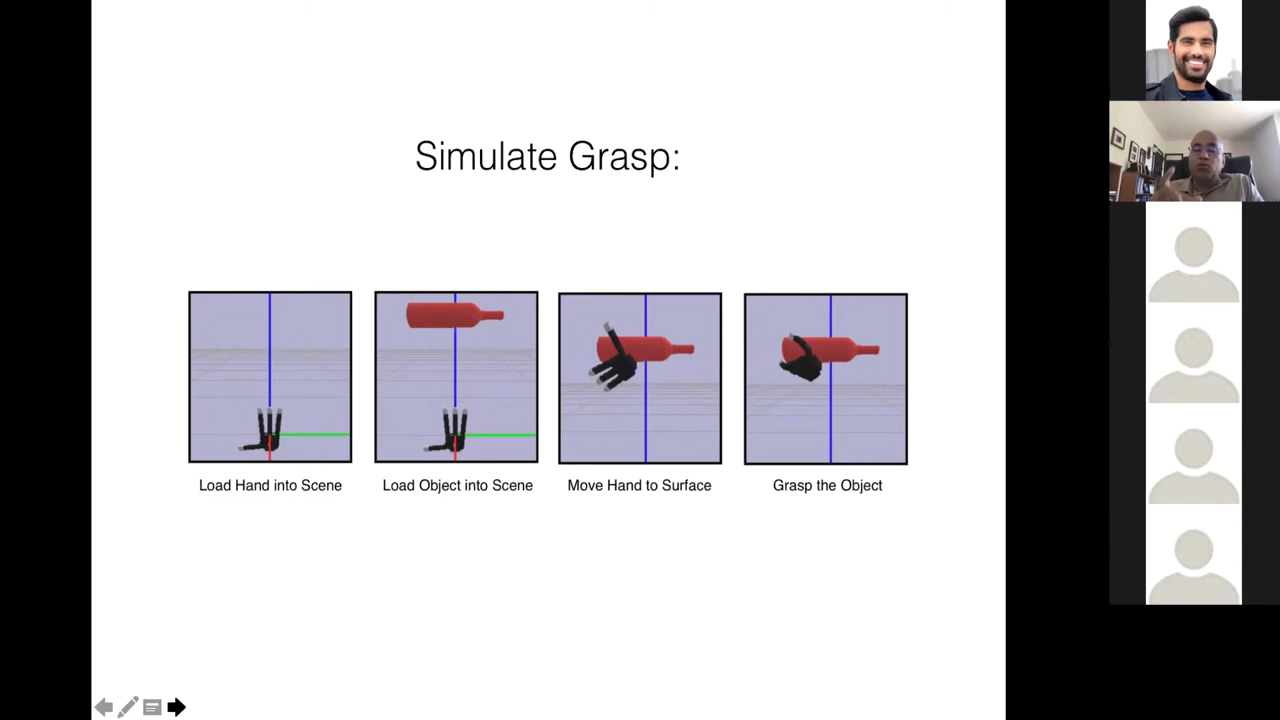 Simulate Grasp:
Load Hand into Scene
Load Object into Scene
Move Hand to Surface
Grasp the Object